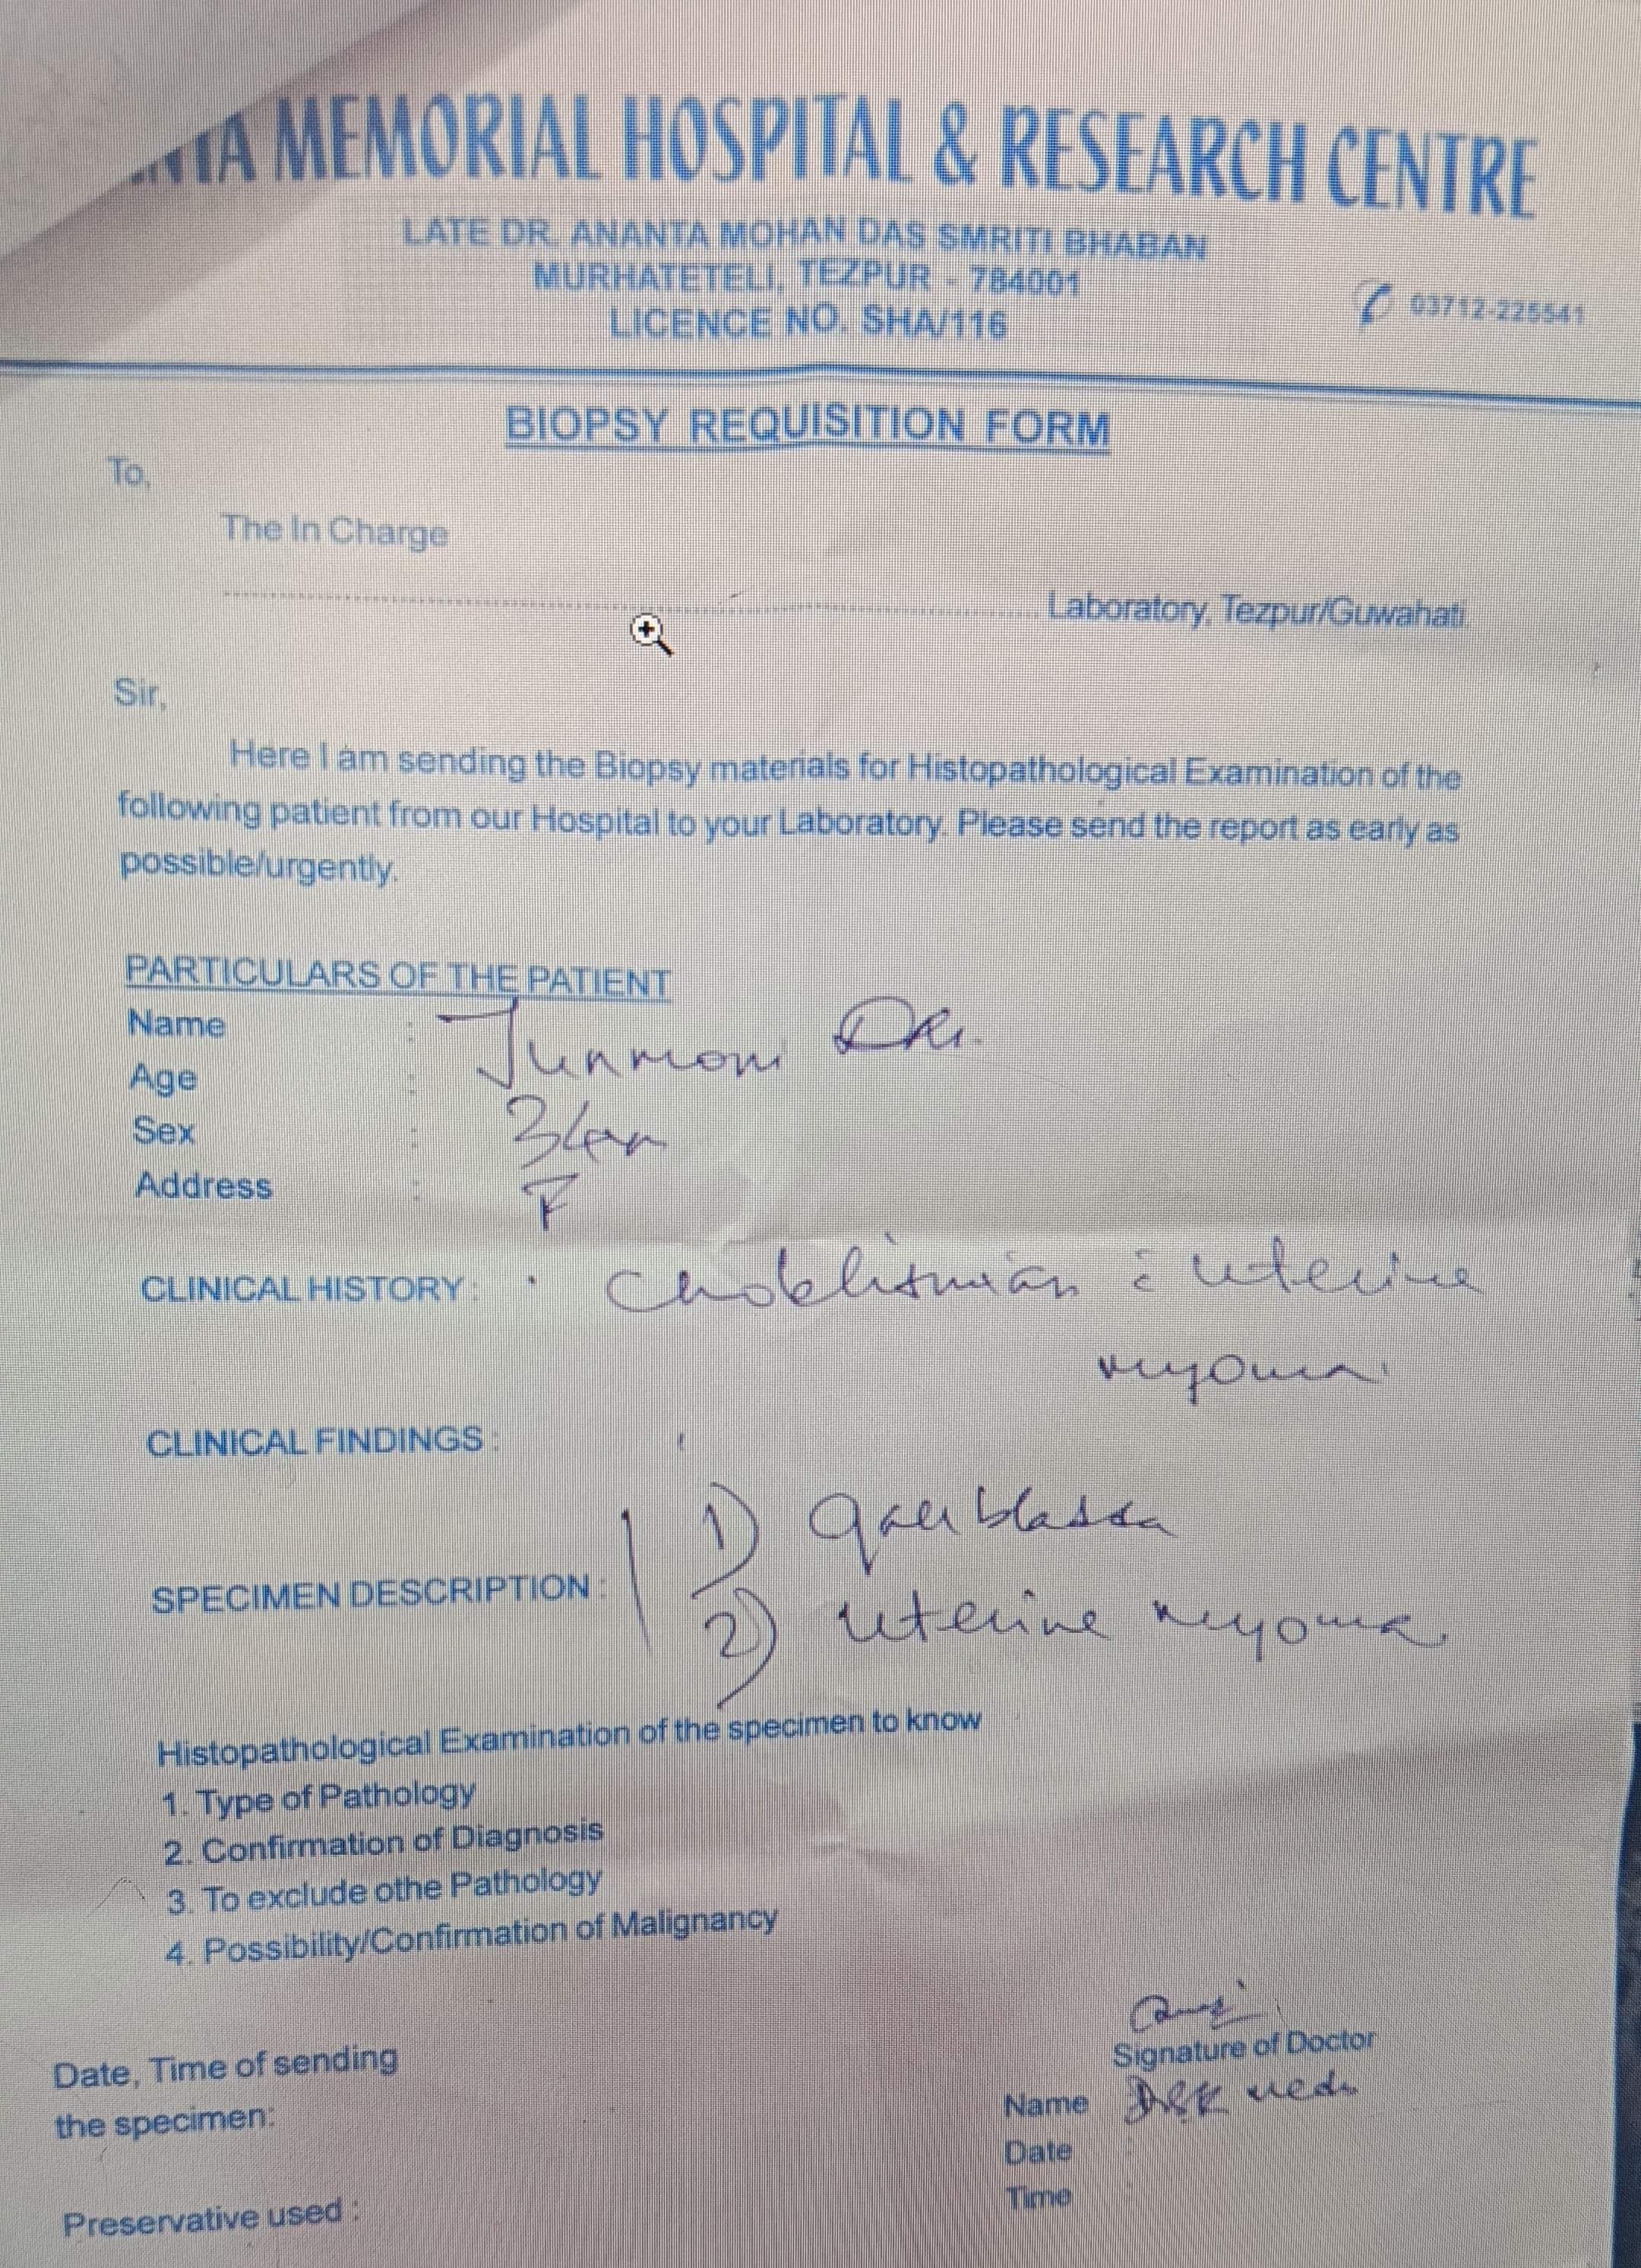 MEMORIAL HOSPITAL & RESEARCH CENTRE
LATE DR. ANANTA MOHAN DAS SMRITI BHABAN
MURHATETELI, TEZPUR - 784001
LICENCE NO. SHA/116
03712-225541
BIOPSY REQUISITION FORM
To,
The In Charge
Laboratory, Tezpur/Guwahati.
Sir,
Here I am sending the Biopsy materials for Histopathological Examination of the
following patient from our Hospital to your Laboratory. Please send the report as early as
possible/urgently.
PARTICULARS OF THE PATIENT
Name : Junmoni
Age :
Sex :
Address : F
CLINICAL HISTORY : uterine
myoma
CLINICAL FINDINGS :
1)
SPECIMEN DESCRIPTION :
2) uterine myoma
Histopathological Examination of the specimen to know
1. Type of Pathology
2. Confirmation of Diagnosis
3. To exclude othe Pathology
4. Possibility/Confirmation of Malignancy
Signature of Doctor
Date, Time of sending
the specimen:
Name
Date :
Time :
Preservative used :